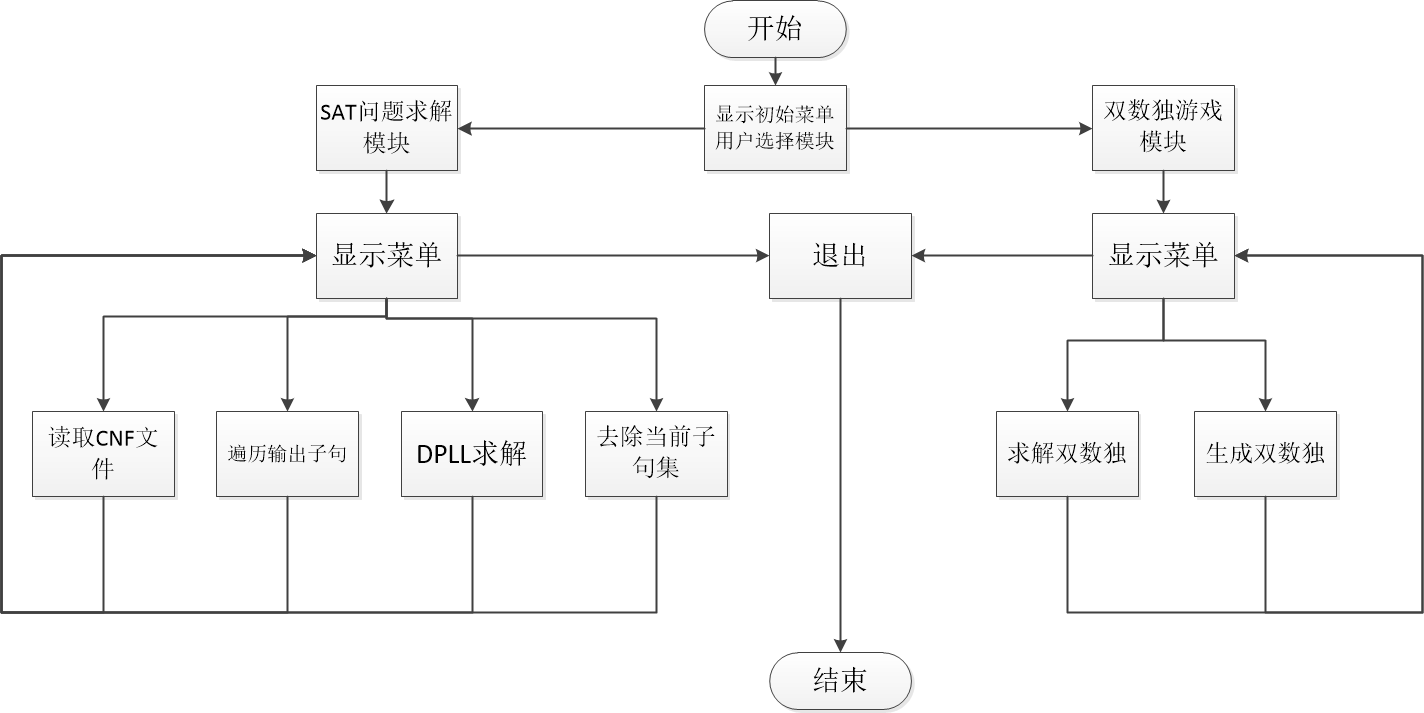 开始
SAT问题求解
模块
显示初始菜单
用户选择模块
双数独游戏
模块
显示菜单
退出
显示菜单
读取CNF文
件
遍历输出子句
DPLL求解
去除当前子
句集
求解双数独
生成双数独
结束